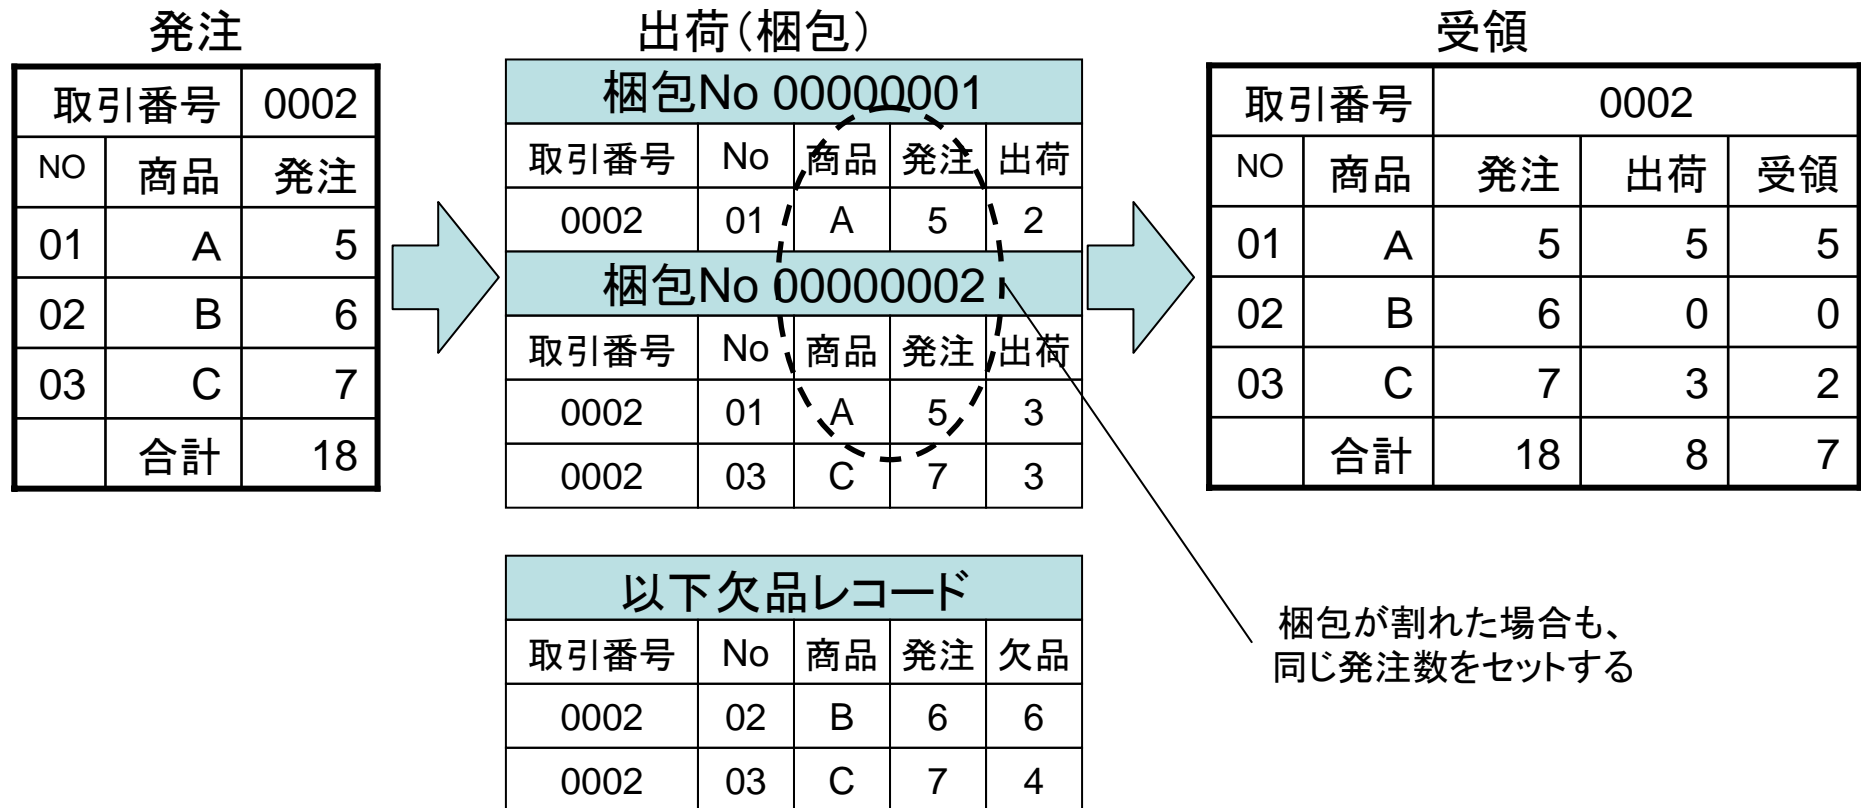 発注
取引番号 0002
NO 商品 発注
01 A 5
02 B 6
03 C 7
合計 18
出荷（梱包）
梱包No 00000001
取引番号 No 商品 発注 出荷
0002 01 A 5 2
梱包No 00000002
取引番号 No 商品 発注 出荷
0002 01 A 5 3
0002 03 C 7 3
以下欠品レコード
取引番号 No 商品 発注 欠品
0002 02 B 6 6
0002 03 C 7 4
受領
取引番号 0002
NO 商品 発注 出荷 受領
01 A 5 5 5
02 B 6 0 0
03 C 7 3 2
合計 18 8 7
梱包が割れた場合も、
同じ発注数をセットする